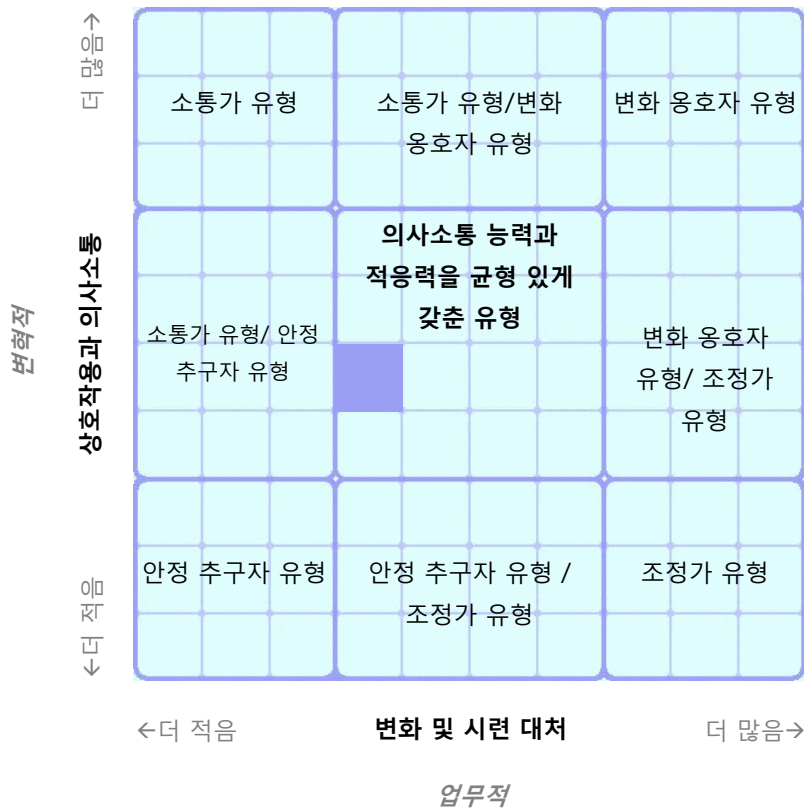 더 많음→
소통가 유형
소통가 유형/변화
옹호자 유형
변화 옹호자 유형
변혁적
상호작용과 의사소통
의사소통 능력과
적응력을 균형 있게
갖춘 유형
소통가 유형/ 안정
추구자 유형
변화 옹호자
유형/ 조정가
유형
←더 적음
안정 추구자 유형
안정 추구자 유형 /
조정가 유형
조정가 유형
←더 적음
변화 및 시련 대처
더 많음→
업무적